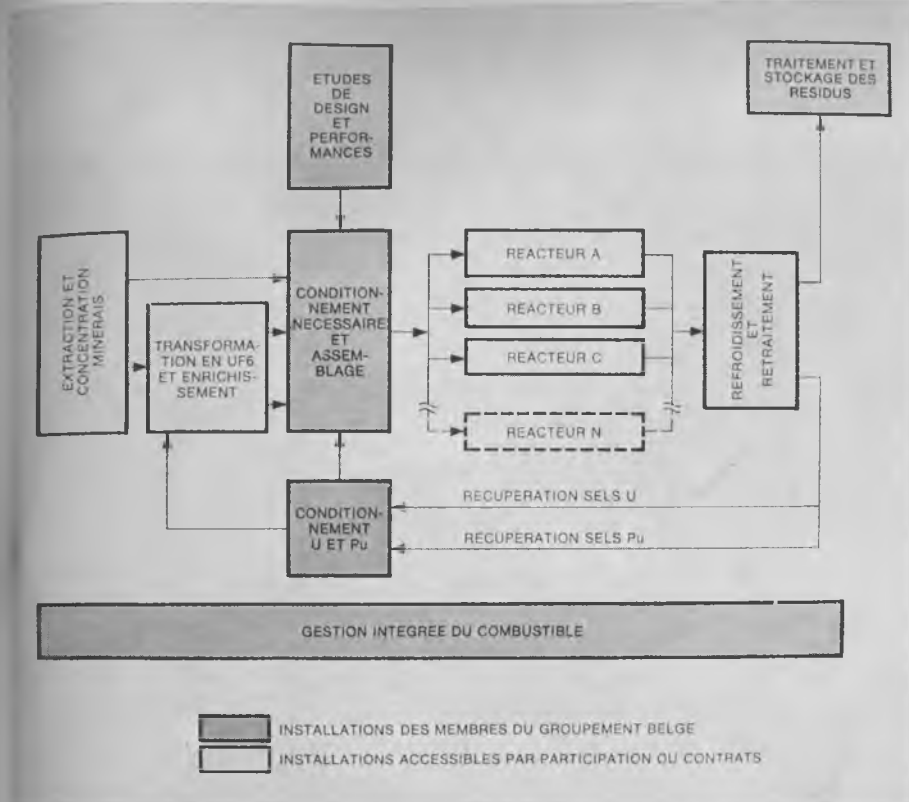 ETUDES
DE
DESIGN
ET
PERFOR-
MANCES
TRAITEMENT ET
STOCKAGE DES
RESIDUS
EXTRACTION ET
CONCENTRATION
MINERAIS
TRANSFORMA-
TION EN UF6
ET ENRICHIS-
SEMENT
CONDITION-
NEMENT
NECESSAIRE
ET
ASSEM-
BLAGE
REACTEUR A
REACTEUR B
REACTEUR C
REACTEUR N
REFROIDISSEMENT
ET
RETRAITEMENT
CONDITION-
NEMENT
U ET Pu
RECUPERATION SELS U
RECUPERATION SELS Pu
GESTION INTEGREE DU COMBUSTIBLE
INSTALLATIONS DES MEMBRES DU GROUPEMENT BELGE
INSTALLATIONS ACCESSIBLES PAR PARTICIPATION OU CONTRATS